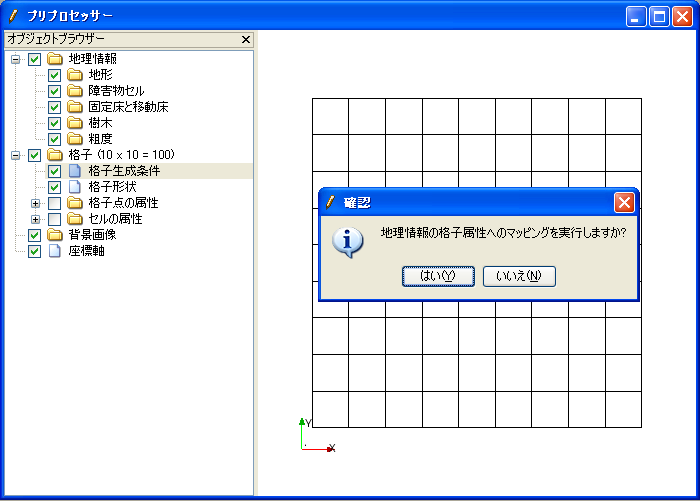 プリプロセッサー
オブジェクトブラウザー
地理情報
地形
障害物セル
固定床と移動床
樹木
粗度
格子 (10 x 10 = 100)
格子生成条件
格子形状
格子点の属性
セルの属性
背景画像
座標軸
確認
地理情報の格子属性へのマッピングを実行しますか?
はい(Y)
いいえ(N)
Y
X